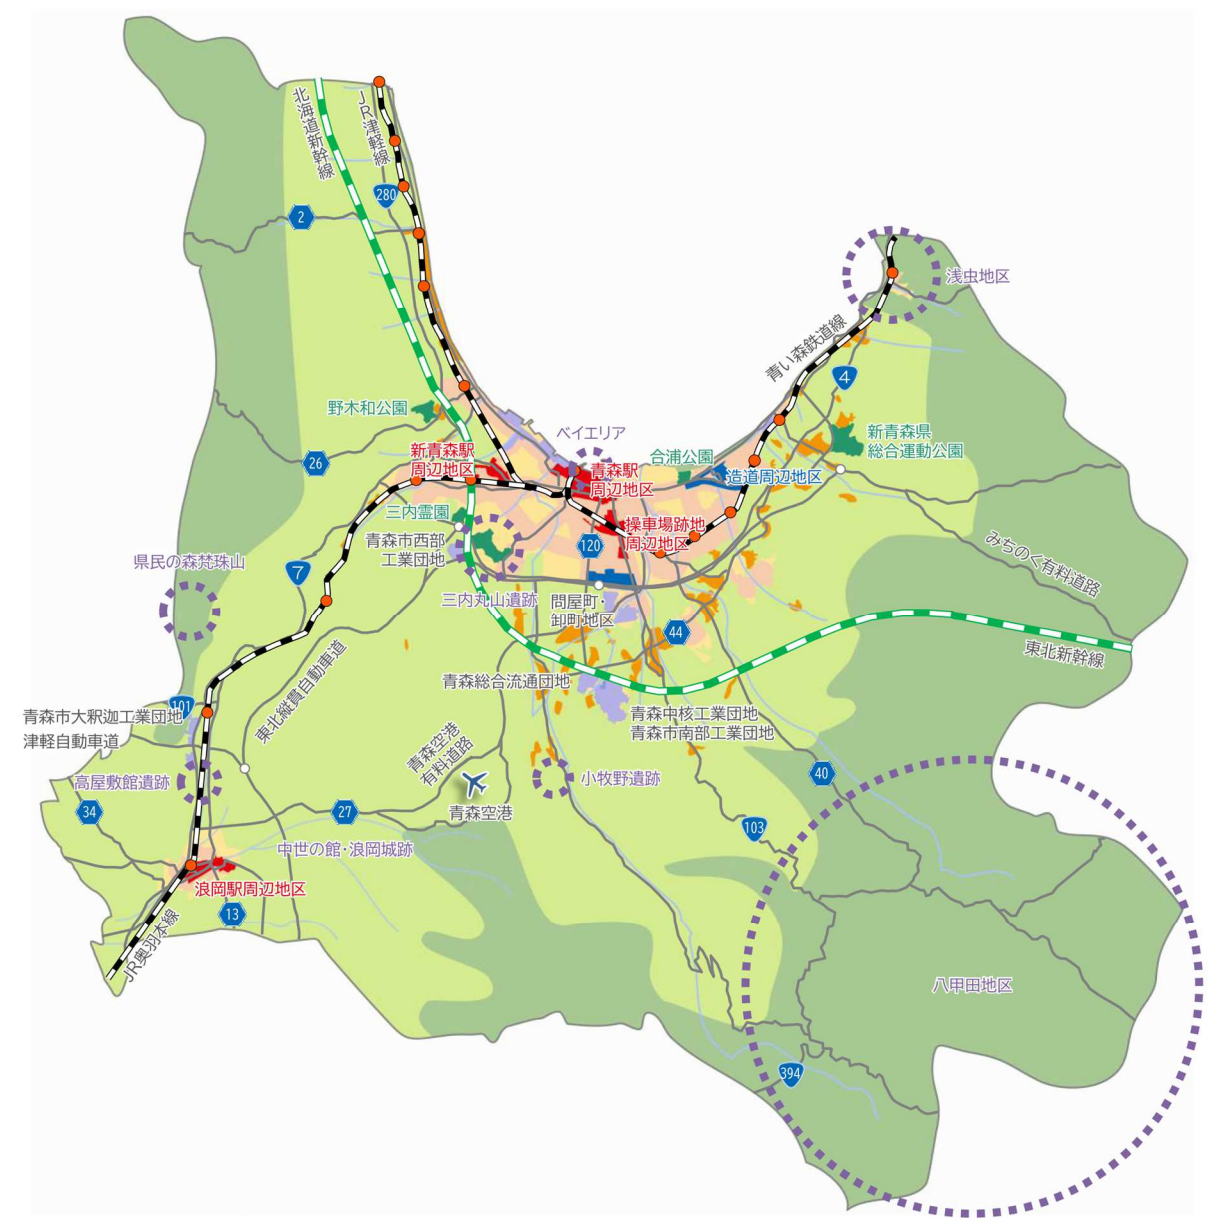 北海道新幹線
JR津軽線
280
2
浅虫地区
青い森鉄道線
4
野木和公園
ベイエリア
新青森県
総合運動公園
新青森駅
周辺地区
合浦公園
26
青森駅
周辺地区
造道周辺地区
三内霊園
操車場跡地
周辺地区
青森市西部
工業団地
120
みちのく有料道路
県民の森梵珠山
7
三内丸山遺跡
問屋町・
卸町地区
44
東北新幹線
東北縦貫自動車道
青森総合流通団地
101
青森市大釈迦工業団地
津軽自動車道
青森中核工業団地
青森市南部工業団地
青森空港
有料道路
高屋敷館遺跡
小牧野遺跡
40
34
27
青森空港
103
中世の館・浪岡城跡
浪岡駅周辺地区
13
JR奥羽本線
八甲田地区
394